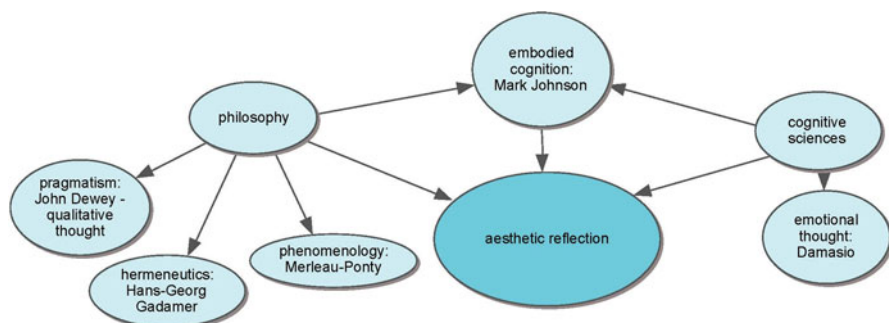 embodied
cognition:
Mark Johnson
philosophy
cognitive
sciences
pragmatism:
John Dewey -
qualitative
thought
aesthetic reflection
emotional
thought:
Damasio
phenomenology:
Merleau-Ponty
hermeneutics:
Hans-Georg
Gadamer